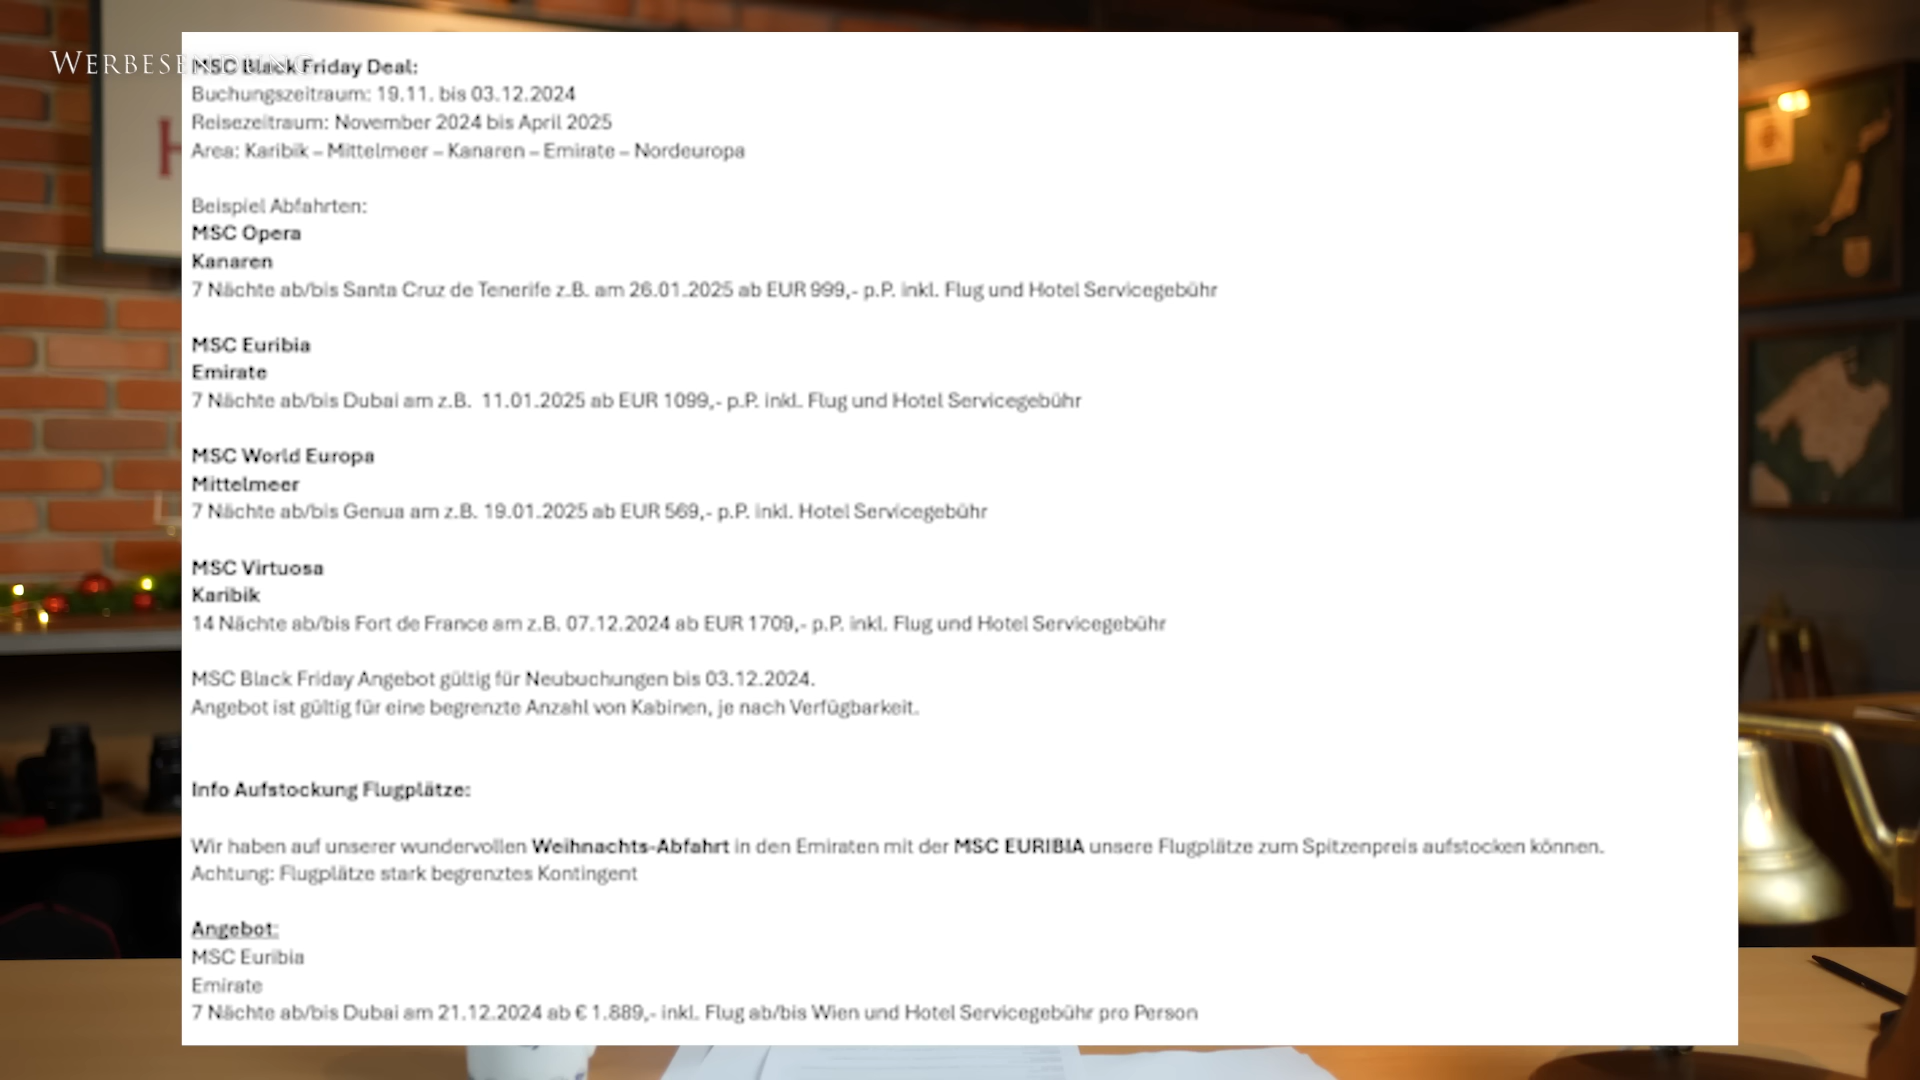 WERBESENDUNG
MSC Black Friday Deal:
Buchungszeitraum: 19.11. bis 03.12.2024
Reisezeitraum: November 2024 bis April 2025
Area: Karibik – Mittelmeer – Kanaren – Emirate – Nordeuropa
Beispiel Abfahrten:
MSC Opera
Kanaren
7 Nächte ab/bis Santa Cruz de Tenerife z.B. am 26.01.2025 ab EUR 999,- p.P. inkl. Flug und Hotel Servicegebühr
MSC Euribia
Emirate
7 Nächte ab/bis Dubai am z.B. 11.01.2025 ab EUR 1099,- p.P. inkl. Flug und Hotel Servicegebühr
MSC World Europa
Mittelmeer
7 Nächte ab/bis Genua am z.B. 19.01.2025 ab EUR 569,- p.P. inkl. Hotel Servicegebühr
MSC Virtuosa
Karibik
14 Nächte ab/bis Fort de France am z.B. 07.12.2024 ab EUR 1709,- p.P. inkl. Flug und Hotel Servicegebühr
MSC Black Friday Angebot gültig für Neubuchungen bis 03.12.2024.
Angebot ist gültig für eine begrenzte Anzahl von Kabinen, je nach Verfügbarkeit.
Info Aufstockung Flugplätze:
Wir haben auf unserer wundervollen Weihnachts-Abfahrt in den Emiraten mit der MSC EURIBIA unsere Flugplätze zum Spitzenpreis aufstocken können.
Achtung: Flugplätze stark begrenztes Kontingent
Angebot:
MSC Euribia
Emirate
7 Nächte ab/bis Dubai am 21.12.2024 ab € 1.889,- inkl. Flug ab/bis Wien und Hotel Servicegebühr pro Person